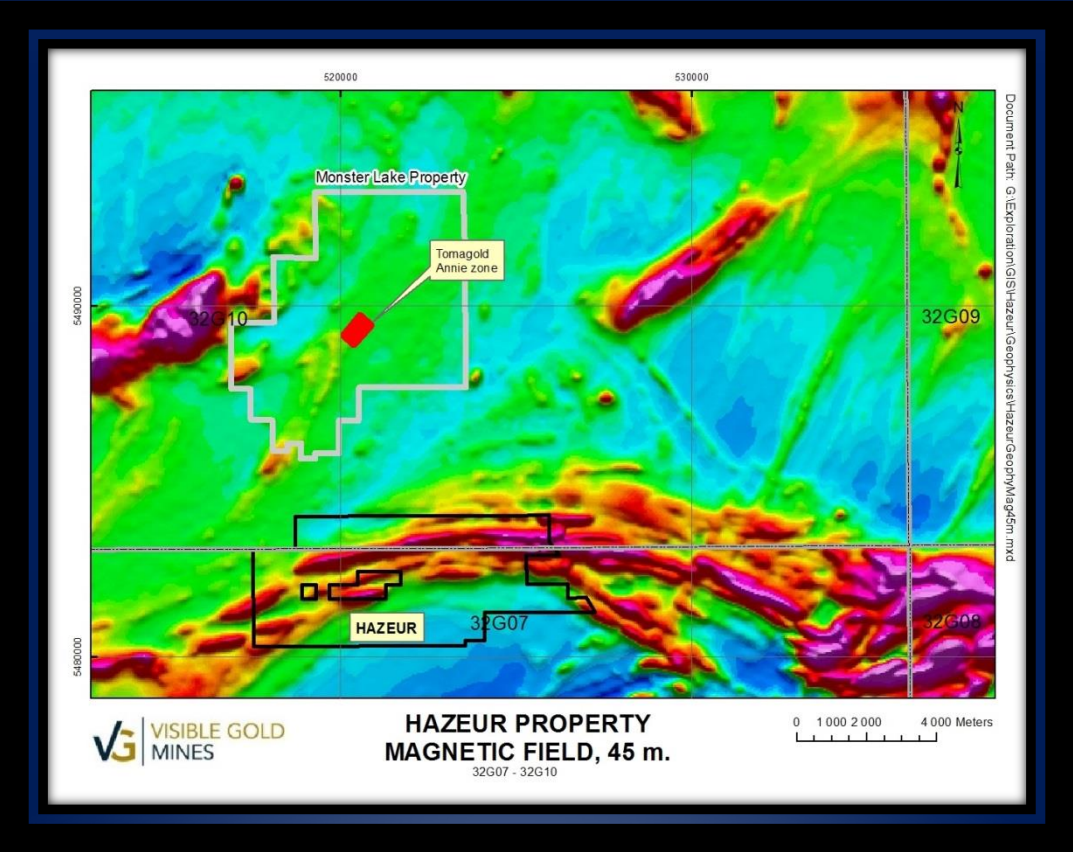 520000
530000
Document Path: G:\Exploration\GIS\Hazeur\Geophysics\HazeurGeophyMag45m.mxd
N
Monster Lake Property
Tomagold
Annie zone
5490000
32G10
32G09
HAZEUR
32G07
32G08
5480000
VG VISIBLE GOLD
MINES
HAZEUR PROPERTY
MAGNETIC FIELD, 45 m.
32G07 - 32G10
0 1 000 2 000 4 000 Meters